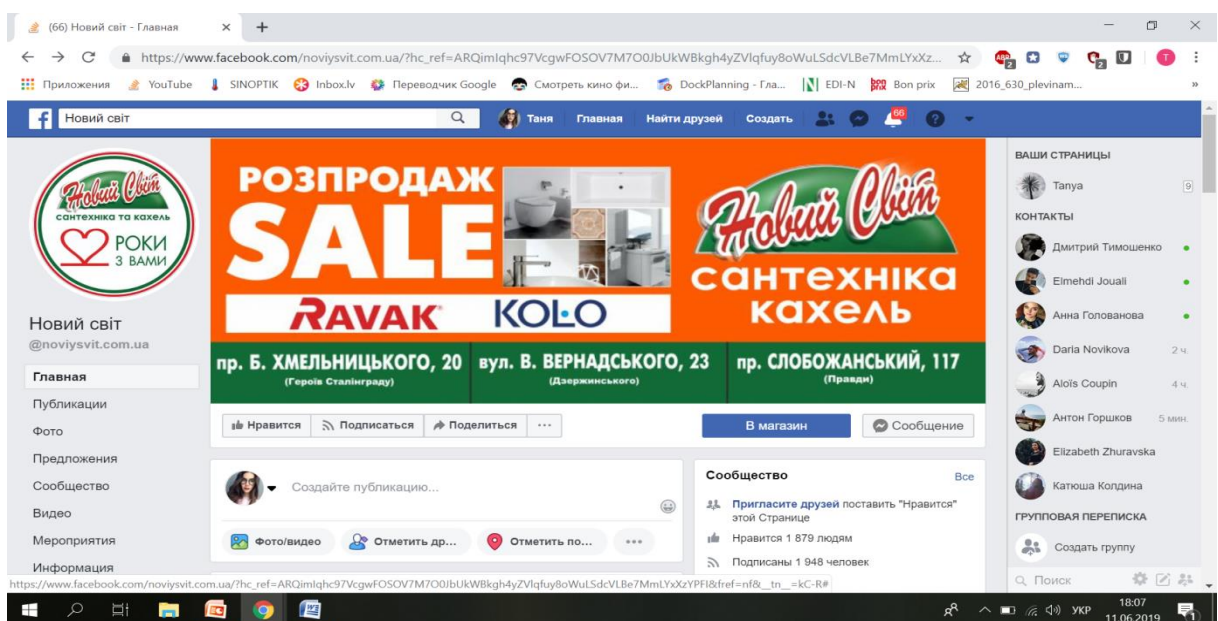 (66) Новий світ - Главная
https://www.facebook.com/noviysvit.com.ua/?hc_ref=ARQimIqhc97VcgwFOSOV7M7O0JbUkWBkgh4yZVIqfuy8oWuLSdcVLBe7MmLYxXz...
Приложения YouTube SINOPTIK Inbox.lv Переводчик Google Смотреть кино фи... DockPlanning - Гла... EDI-N Bon prix 2016_630_plevinam... »
Новий світ Таня Главная Найти друзей Создать 66
Новий Світ
сантехніка та кахель
РОКИ
З ВАМИ
РОЗПРОДАЖ
SALE
RAVAK KOŁO
Новий Світ
сантехніка
кахель
пр. Б. ХМЕЛЬНИЦЬКОГО, 20 вул. В. ВЕРНАДСЬКОГО, 23 пр. СЛОБОЖАНСЬКИЙ, 117
(Героїв Сталінграду) (Дзержинського) (Правди)
Новий світ
@noviysvit.com.ua
Главная
Публикации
Фото
Предложения
Сообщество
Видео
Мероприятия
Информация
Нравится Подписаться Поделиться ...
В магазин Сообщение
Создайте публикацию...
Фото/видео Отметить др... Отметить по... ...
Сообщество Все
Пригласите друзей поставить "Нравится"
этой Странице
Нравится 1 879 людям
Подписаны 1 948 человек
ВАШИ СТРАНИЦЫ
Tanya 9
КОНТАКТЫ
Дмитрий Тимошенко
Elmehdi Jouali
Анна Голованова
Daria Novikova 2 ч.
Aloïs Coupin 4 ч.
Антон Горшков 5 мин.
Elizabeth Zhuravska
Катюша Колдина
ГРУППОВАЯ ПЕРЕПИСКА
Создать группу
Поиск
https://www.facebook.com/noviysvit.com.ua/?hc_ref=ARQimIqhc97VcgwFOSOV7M7O0JbUkWBkgh4yZVIqfuy8oWuLSdcVLBe7MmLYxXzYPFI&fref=nf&__tn__=kC-R#
УКР 18:07
11.06.2019